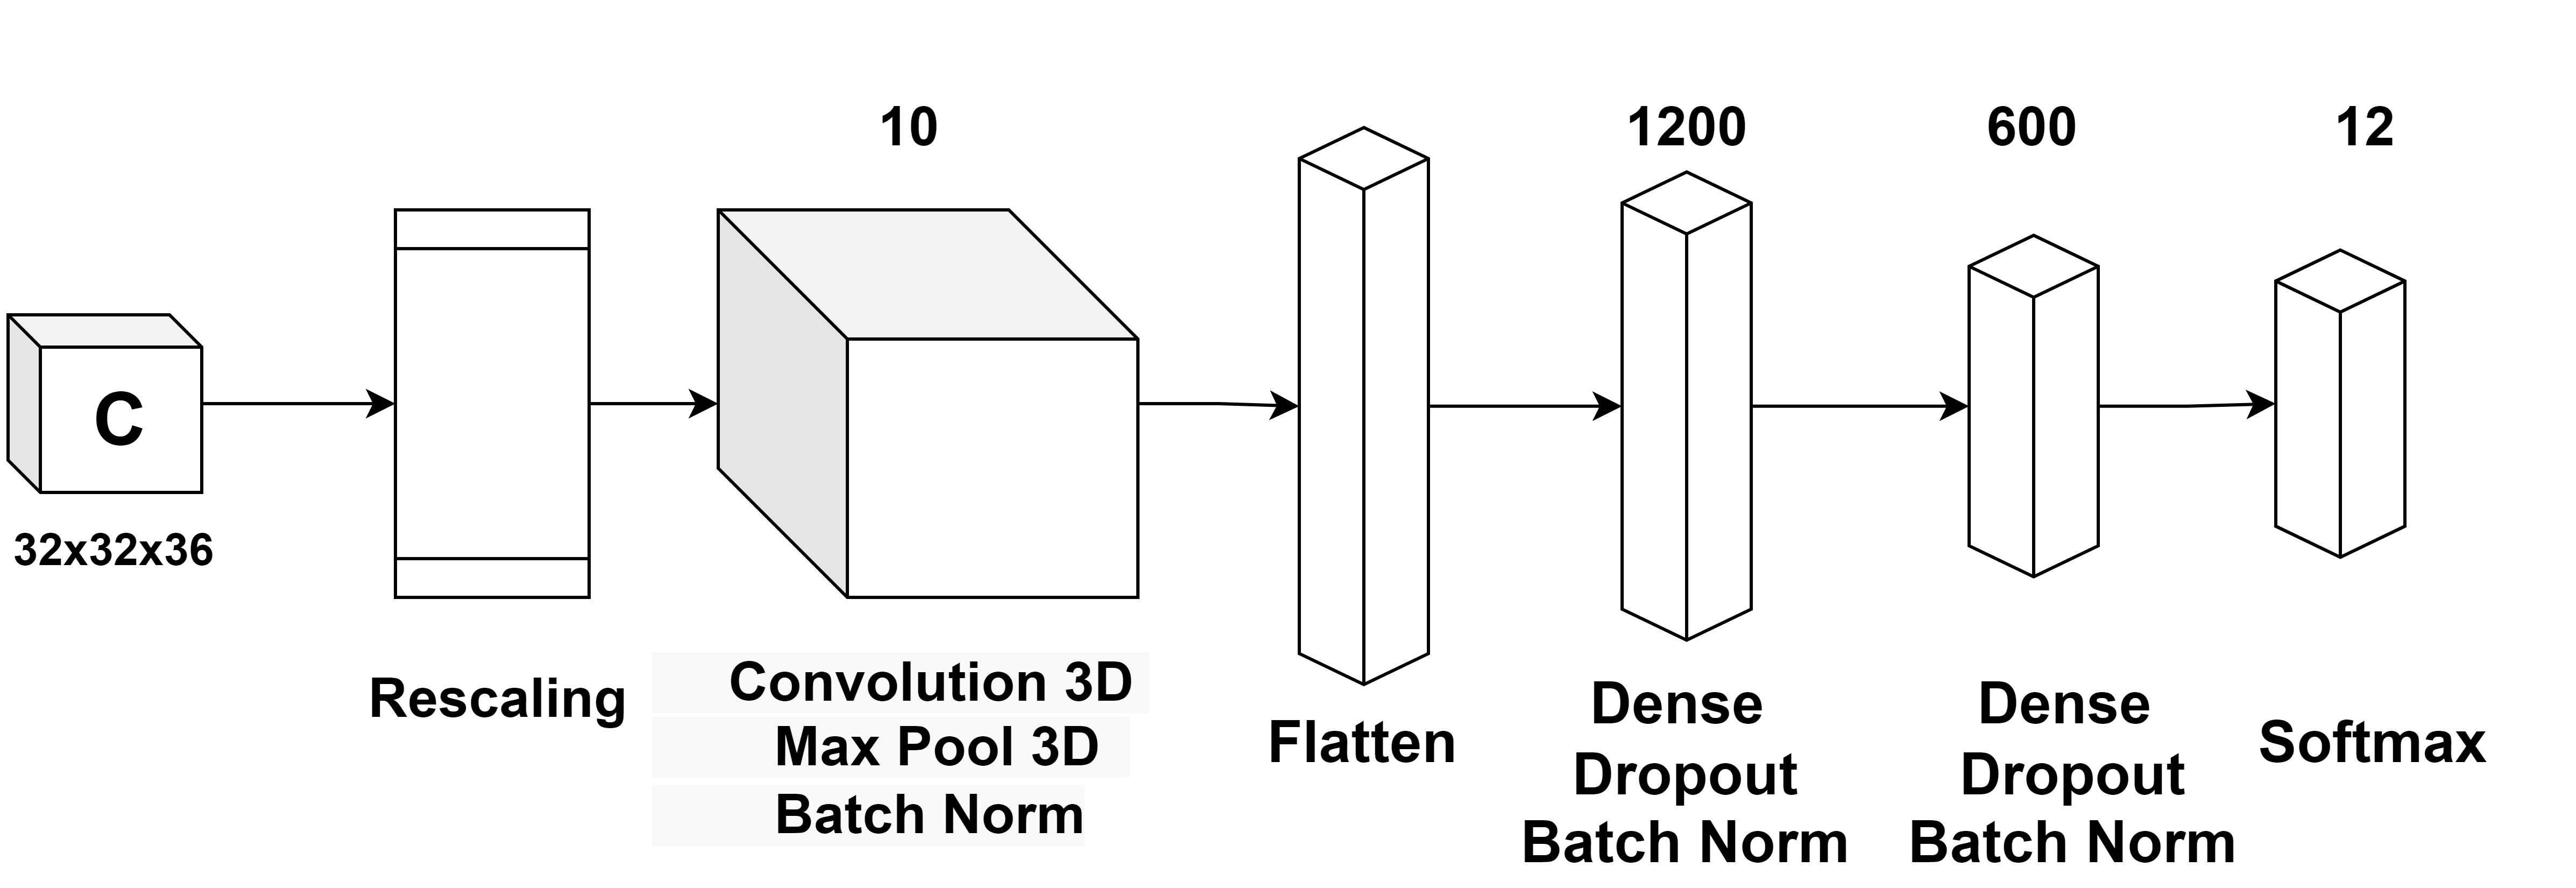 10
1200
600
12
C
32x32x36
Rescaling
Convolution 3D
Max Pool 3D
Batch Norm
Flatten
Dense
Dropout
Batch Norm
Dense
Dropout
Batch Norm
Softmax